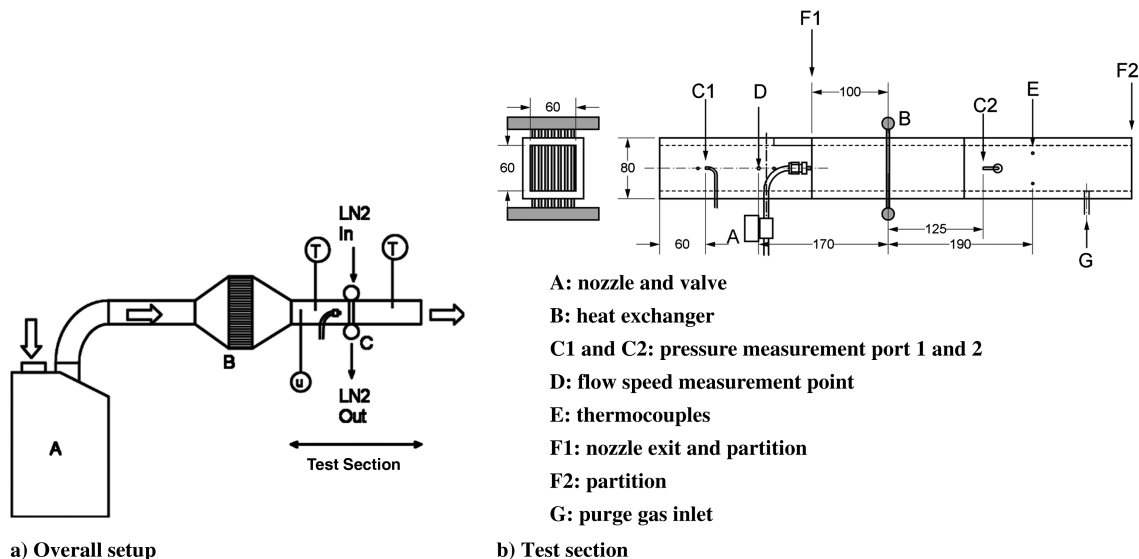 LN2
In
T
T
B
u
C
LN2
Out
A
Test Section
a) Overall setup
F1
F2
C1
D
100
E
60
B
C2
60
80
A
125
60
170
190
G
A: nozzle and valve
B: heat exchanger
C1 and C2: pressure measurement port 1 and 2
D: flow speed measurement point
E: thermocouples
F1: nozzle exit and partition
F2: partition
G: purge gas inlet
b) Test section